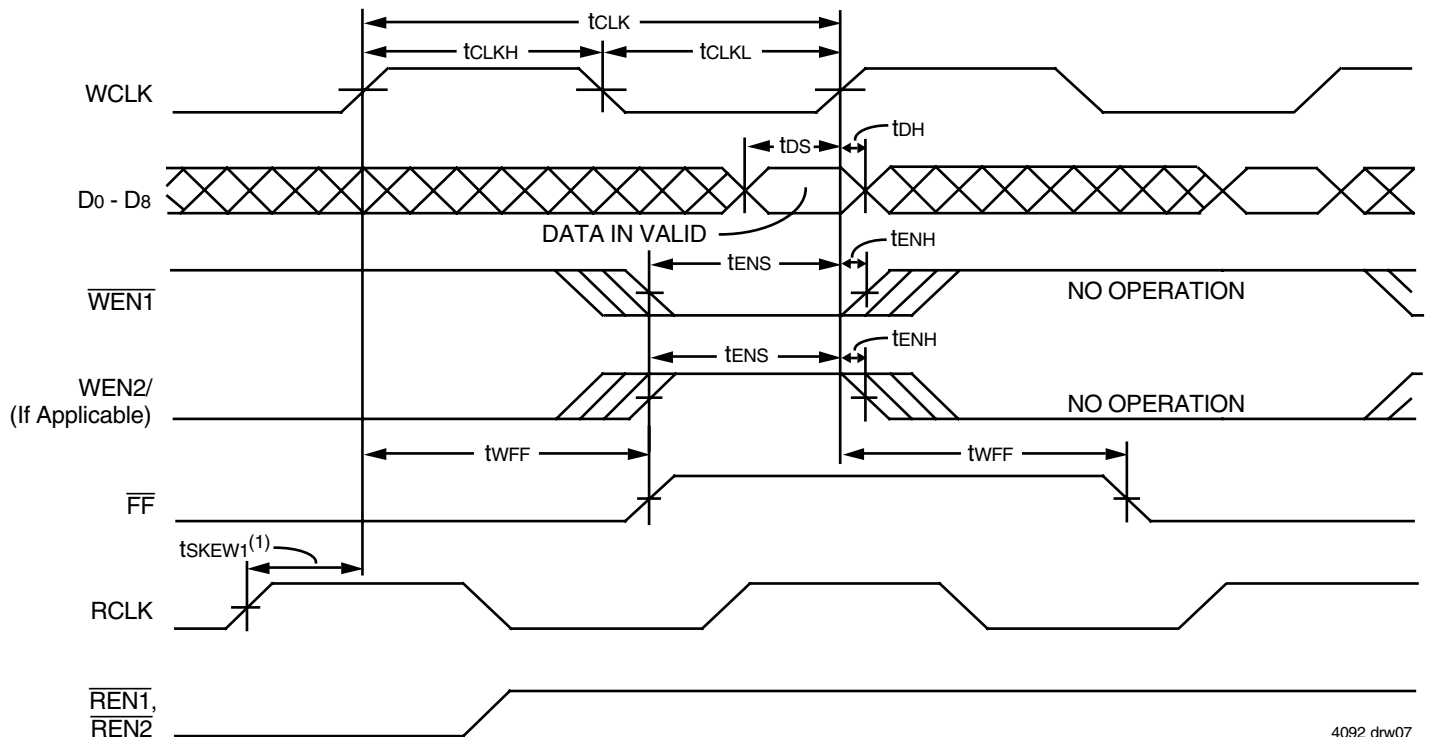 tCLK
tCLKH
tCLKL
WCLK
tDH
tDS
D0 - D8
DATA IN VALID
tENH
tENS
WEN1
NO OPERATION
tENH
tENS
WEN2/
(If Applicable)
NO OPERATION
tWFF
tWFF
FF
tSKEW1(1)
RCLK
REN1,
REN2
4092 drw07